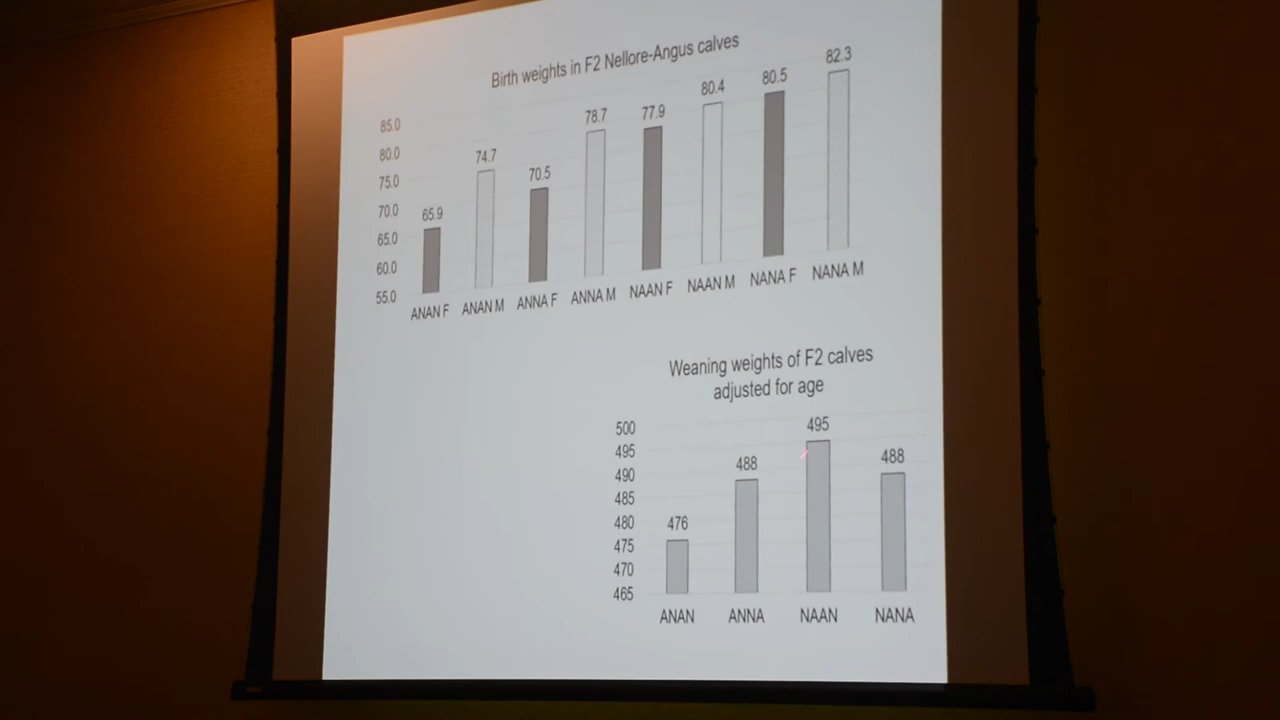 Birth weights in F2 Nellore-Angus calves
85.0
80.0
75.0
70.0
65.0
60.0
55.0
65.9
74.7
70.5
78.7
77.9
80.4
80.5
82.3
ANAN F
ANAN M
ANNA F
ANNA M
NAAN F
NAAN M
NANA F
NANA M
Weaning weights of F2 calves
adjusted for age
500
495
490
485
480
475
470
465
476
488
495
488
ANAN
ANNA
NAAN
NANA